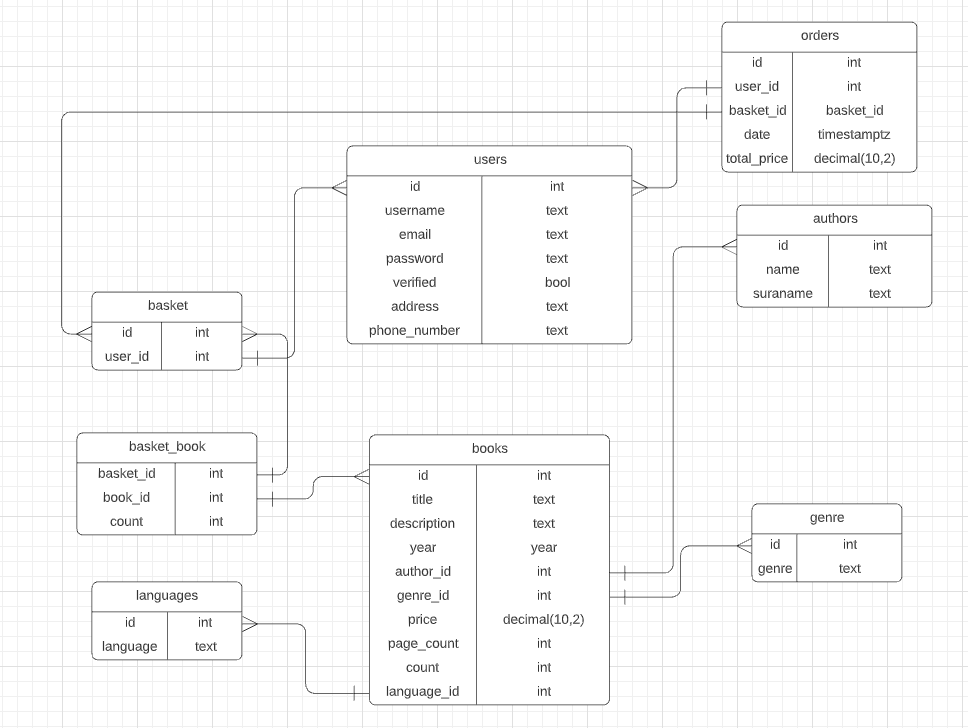 orders
id int
user_id int
basket_id basket_id
date timestamptz
total_price decimal(10,2)
users
id int
username text
email text
password text
verified bool
address text
phone_number text
authors
id int
name text
suraname text
basket
id int
user_id int
basket_book
basket_id int
book_id int
count int
books
id int
title text
description text
year year
author_id int
genre_id int
price decimal(10,2)
page_count int
count int
language_id int
genre
id int
genre text
languages
id int
language text